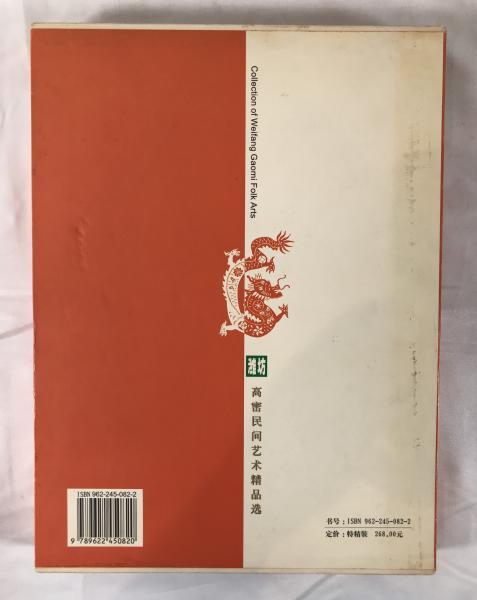 Collection of Weifang Gaomi Folk Arts
潍坊
高密民间艺术精品选
ISBN 962-245-082-2
9 789622 450820
书号：ISBN 962-245-082-2
定价：特精装 268.00元